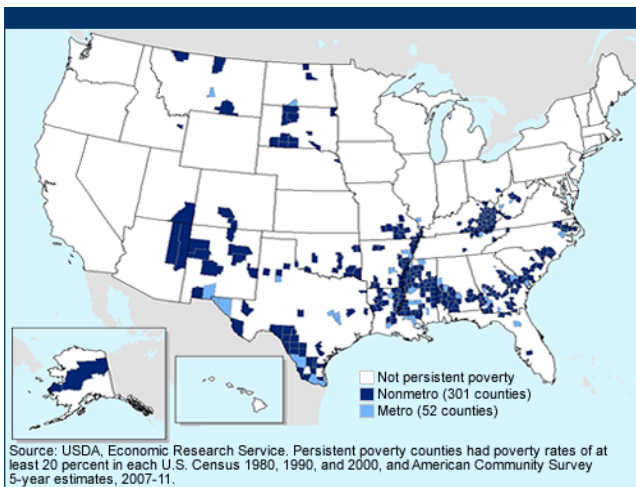 Not persistent poverty
Nonmetro (301 counties)
Metro (52 counties)
Source: USDA, Economic Research Service. Persistent poverty counties had poverty rates of at
least 20 percent in each U.S. Census 1980, 1990, and 2000, and American Community Survey
5-year estimates, 2007-11.